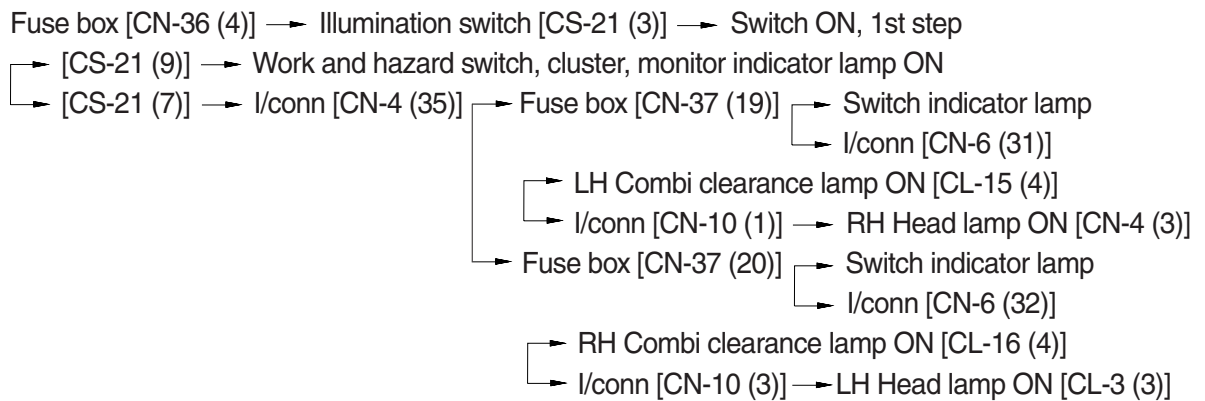 Fuse box [CN-36 (4)] → Illumination switch [CS-21 (3)] → Switch ON, 1st step
→ [CS-21 (9)] → Work and hazard switch, cluster, monitor indicator lamp ON
→ [CS-21 (7)] → I/conn [CN-4 (35)] → Fuse box [CN-37 (19)] → Switch indicator lamp
→ I/conn [CN-6 (31)]
→ LH Combi clearance lamp ON [CL-15 (4)]
→ I/conn [CN-10 (1)] → RH Head lamp ON [CN-4 (3)]
→ Fuse box [CN-37 (20)] → Switch indicator lamp
→ I/conn [CN-6 (32)]
→ RH Combi clearance lamp ON [CL-16 (4)]
→ I/conn [CN-10 (3)] → LH Head lamp ON [CL-3 (3)]